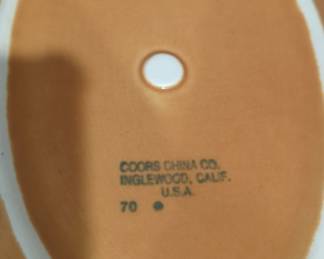 COORS CHINA CO.
INGLEWOOD, CALIF.
U.S.A.
70